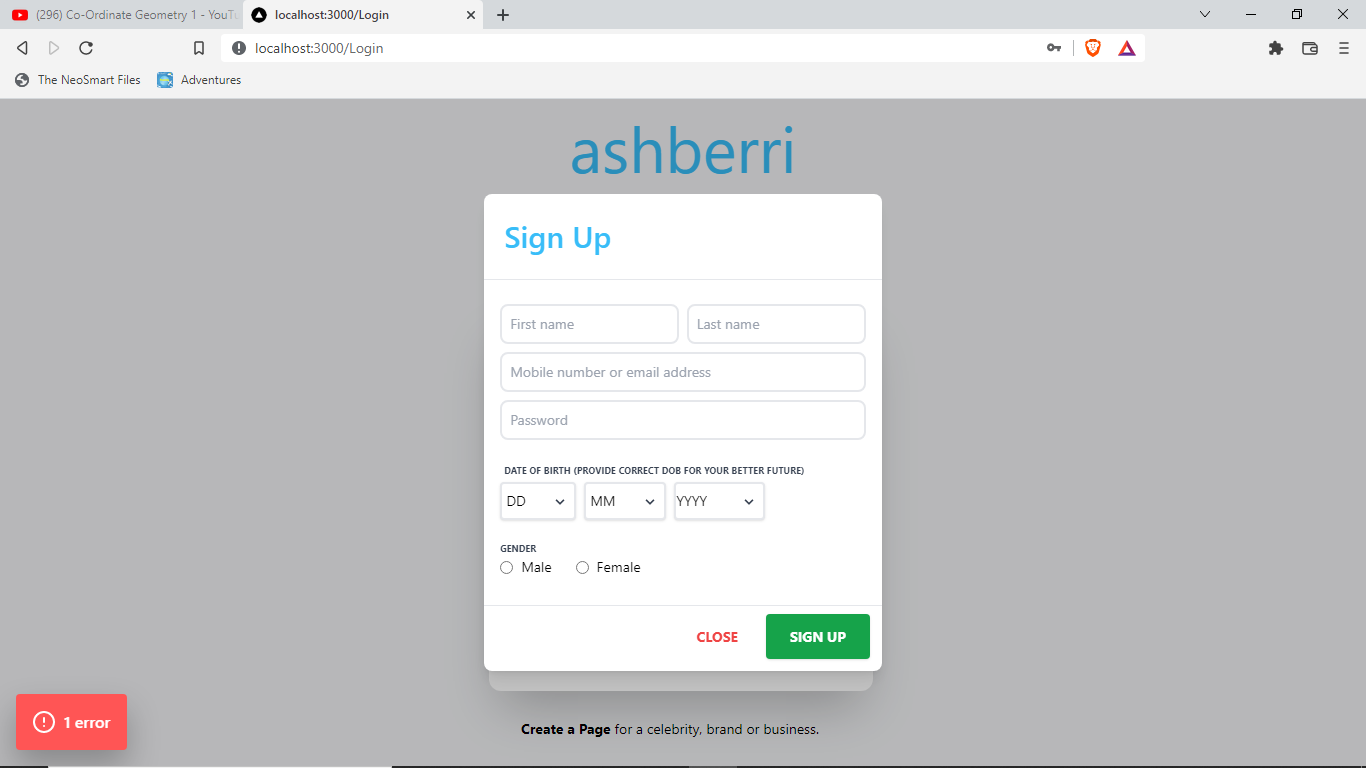 (296) Co-Ordinate Geometry 1 - YouTu
localhost:3000/Login
localhost:3000/Login
The NeoSmart Files
Adventures
ashberri
Sign Up
First name
Last name
Mobile number or email address
Password
DATE OF BIRTH (PROVIDE CORRECT DOB FOR YOUR BETTER FUTURE)
DD
MM
YYYY
GENDER
Male
Female
CLOSE
SIGN UP
1 error
Create a Page for a celebrity, brand or business.